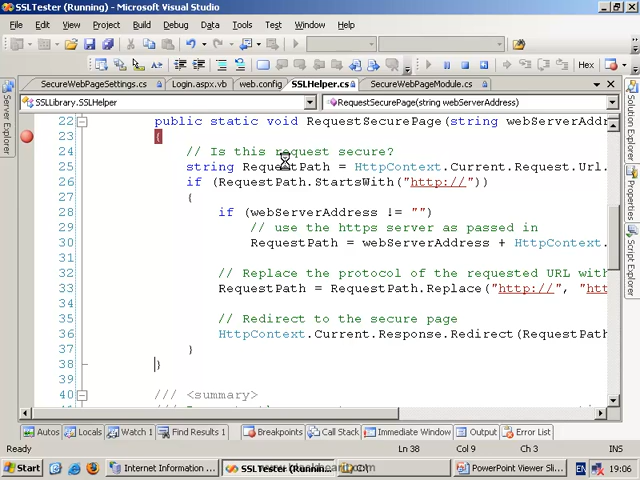 SSLTester (Running) - Microsoft Visual Studio
File Edit View Project Build Debug Data Tools Test Window Help
Hex
SecureWebPageSettings.cs Login.aspx.vb web.config SSLHelper.cs SecureWebPageModule.cs
SSLLibrary.SSLHelper RequestSecurePage(string webServerAddress)
22 public static void RequestSecurePage(string webServerAddr
23 {
24 // Is this request secure?
25 string RequestPath = HttpContext.Current.Request.Url.
26 if (RequestPath.StartsWith("http://"))
27 {
28 if (webServerAddress != "")
29 // use the https server as passed in
30 RequestPath = webServerAddress + HttpContext.
31
32 // Replace the protocol of the requested URL with
33 RequestPath = RequestPath.Replace("http://", "htt
34
35 // Redirect to the secure page
36 HttpContext.Current.Response.Redirect(RequestPath
37 }
38 }
39
40 /// <summary>
Server Explorer
Solution Explorer
Properties
Script Explorer
Autos Locals Watch 1 Find Results 1 Breakpoints Call Stack Immediate Window Output Error List
Ready Ln 38 Col 9 Ch 3 INS
Start Internet Information ... SSLTester (Running... C:\ PowerPoint Viewer Sli... EN 19:06